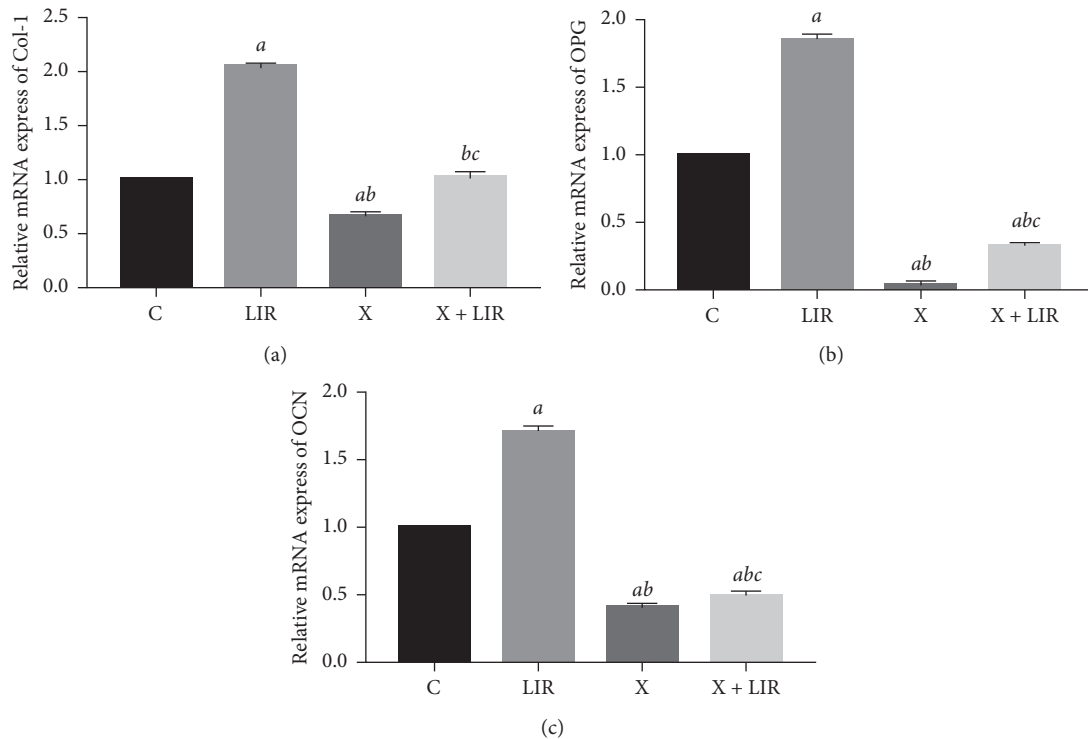 Relative mRNA express of Col-1
2.5
2.0
1.5
1.0
0.5
0.0
a
ab
bc
C LIR X X + LIR
(a)
Relative mRNA express of OPG
2.0
1.5
1.0
0.5
0.0
a
ab
abc
C LIR X X + LIR
(b)
Relative mRNA express of OCN
2.0
1.5
1.0
0.5
0.0
a
ab
abc
C LIR X X + LIR
(c)